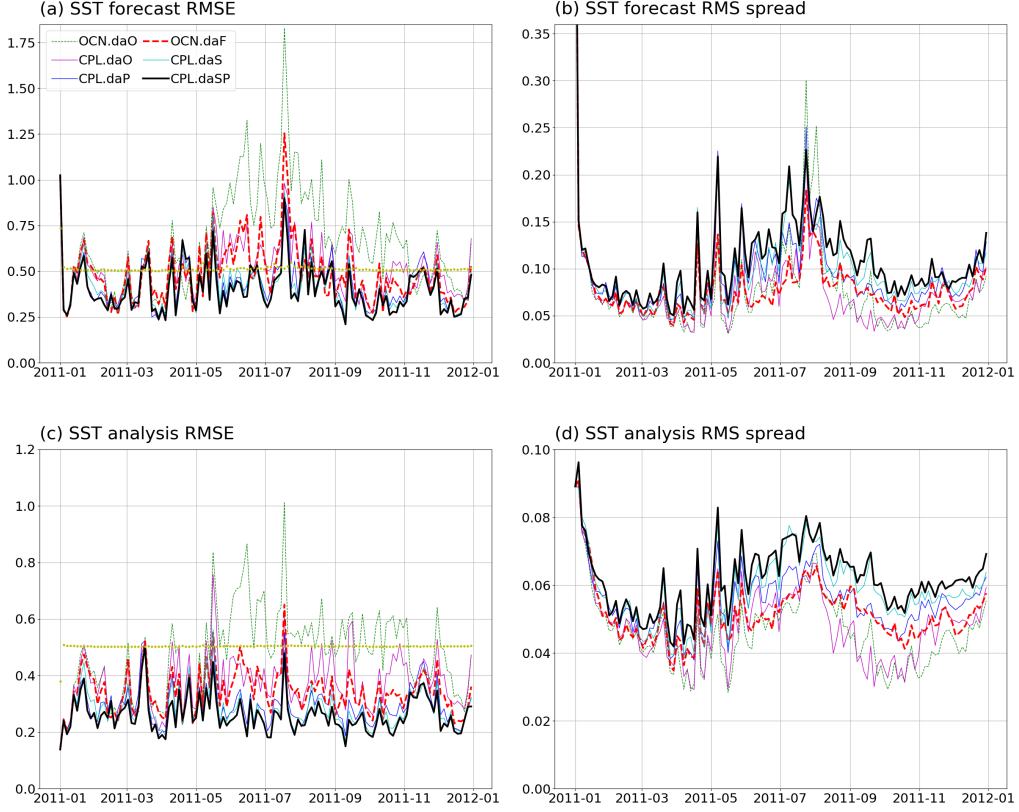 (a) SST forecast RMSE
OCN.daO OCN.daF
CPL.daO CPL.daS
CPL.daP CPL.daSP
1.75
1.50
1.25
1.00
0.75
0.50
0.25
0.00
2011-01 2011-03 2011-05 2011-07 2011-09 2011-11 2012-01
(b) SST forecast RMS spread
0.35
0.30
0.25
0.20
0.15
0.10
0.05
0.00
2011-01 2011-03 2011-05 2011-07 2011-09 2011-11 2012-01
(c) SST analysis RMSE
1.2
1.0
0.8
0.6
0.4
0.2
0.0
2011-01 2011-03 2011-05 2011-07 2011-09 2011-11 2012-01
(d) SST analysis RMS spread
0.10
0.08
0.06
0.04
0.02
0.00
2011-01 2011-03 2011-05 2011-07 2011-09 2011-11 2012-01